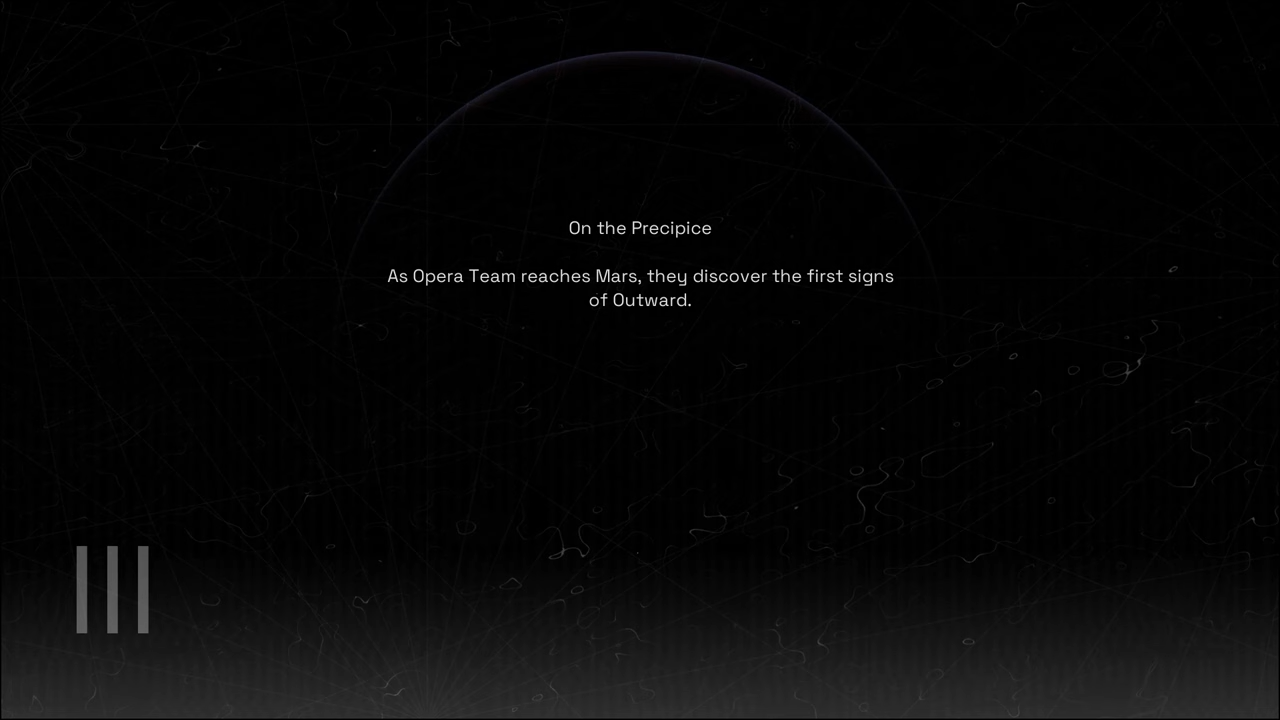 On the Precipice
As Opera Team reaches Mars, they discover the first signs
of Outward.
III